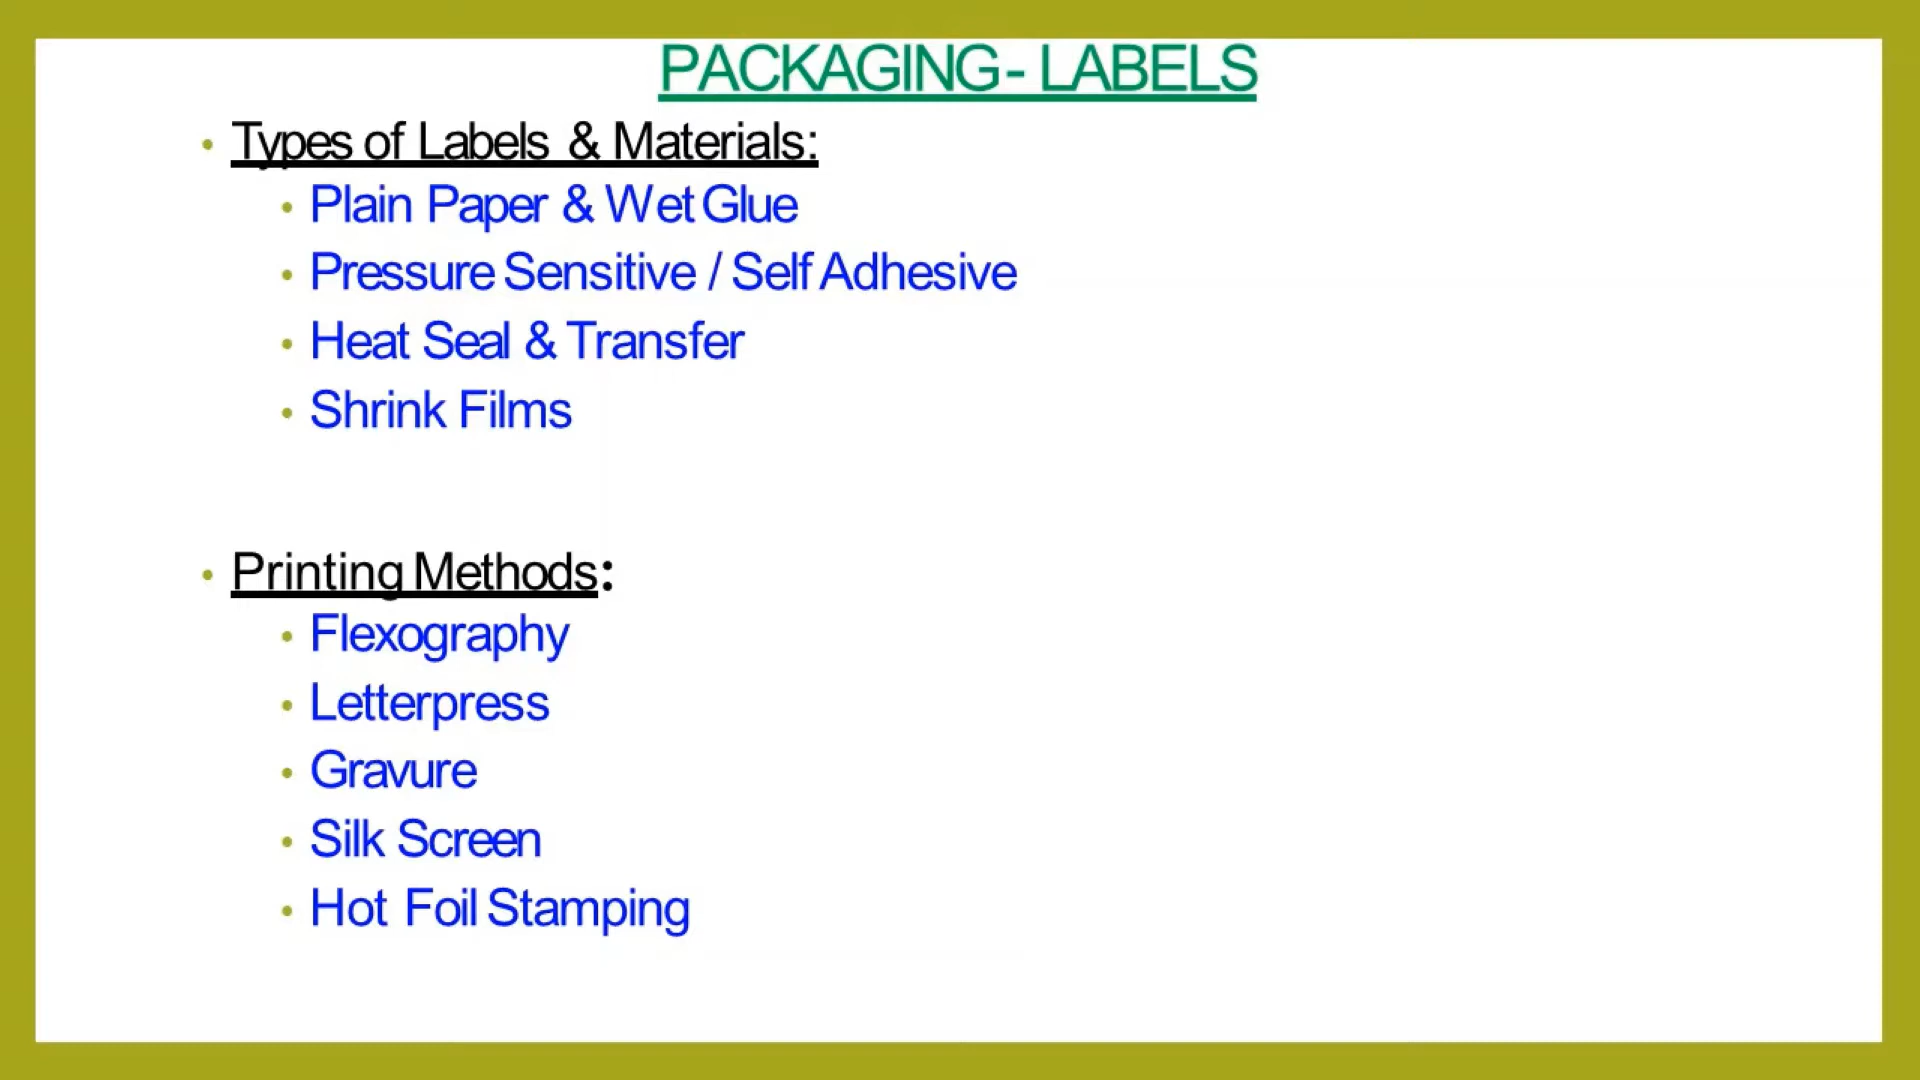 PACKAGING- LABELS
• Types of Labels & Materials:
• Plain Paper & Wet Glue
• Pressure Sensitive / Self Adhesive
• Heat Seal & Transfer
• Shrink Films
• Printing Methods:
• Flexography
• Letterpress
• Gravure
• Silk Screen
• Hot Foil Stamping